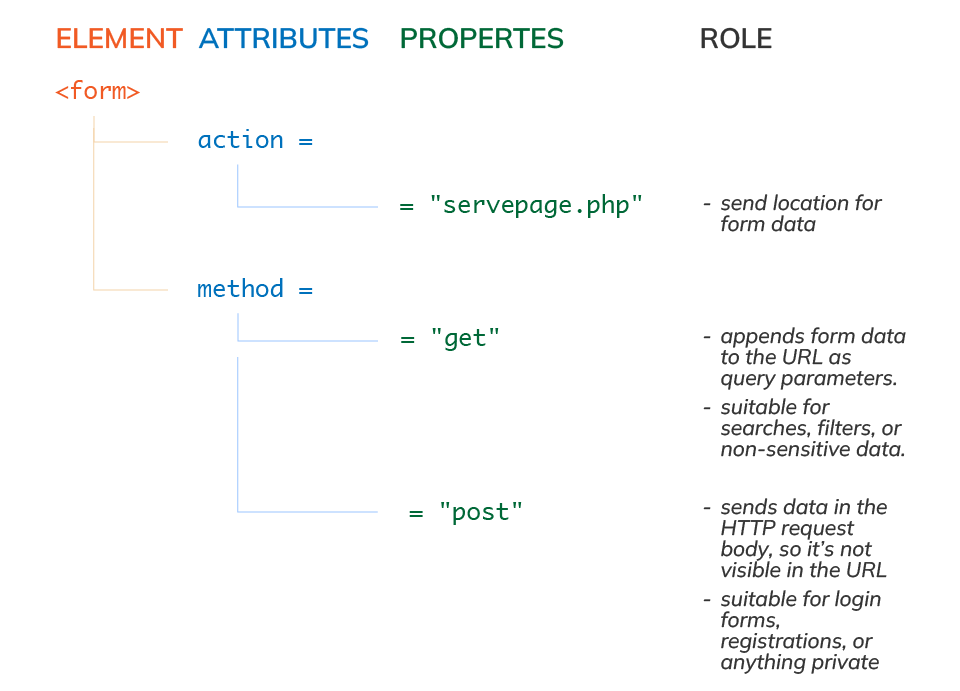 ELEMENT ATTRIBUTES PROPERTES ROLE
<form>
action =
= "servepage.php"
- send location for
form data
method =
= "get"
- appends form data
to the URL as
query parameters.
- suitable for
searches, filters, or
non-sensitive data.
= "post"
- sends data in the
HTTP request
body, so it’s not
visible in the URL
- suitable for login
forms,
registrations, or
anything private